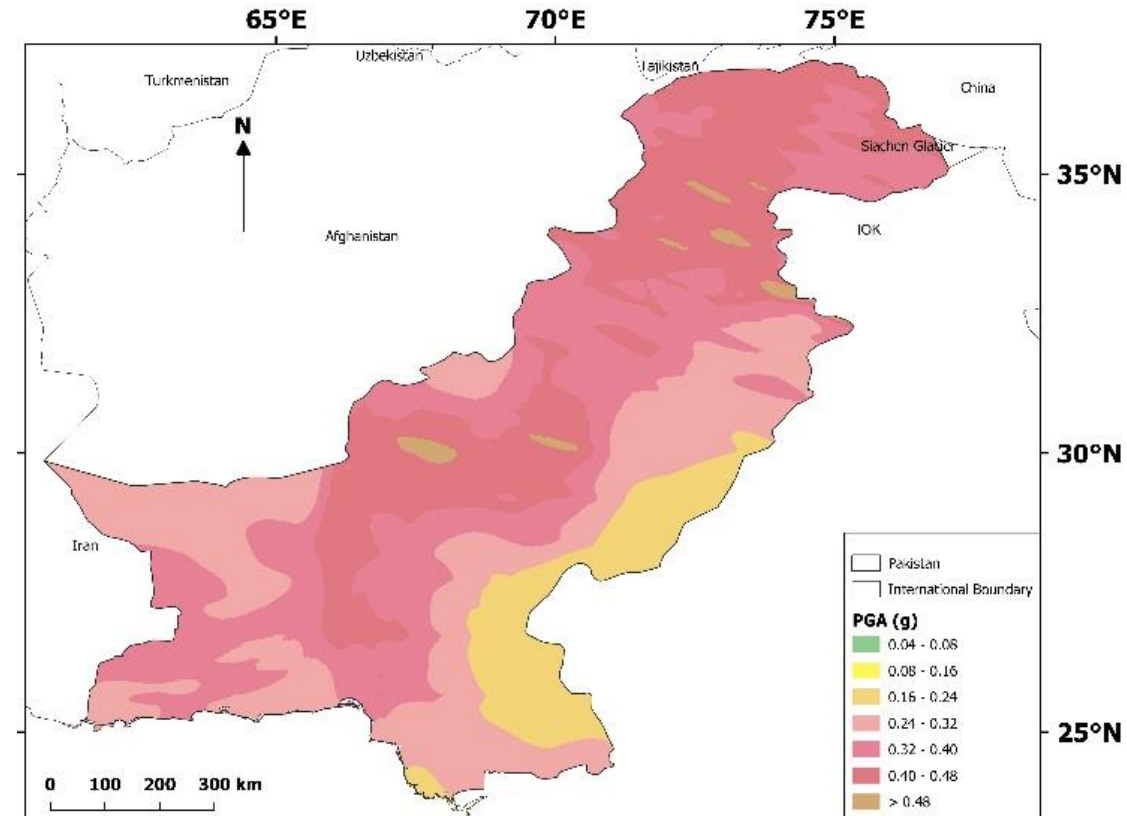 65°E 70°E 75°E
Uzbekistan
Tajikistan
Turkmenistan
China
N
Siachen Glacier
35°N
Afghanistan
IOK
30°N
Iran
Pakistan
International Boundary
PGA (g)
0.04 - 0.08
0.08 - 0.16
0.16 - 0.24
0.24 - 0.32
0.32 - 0.40
0.40 - 0.48
> 0.48
25°N
0 100 200 300 km